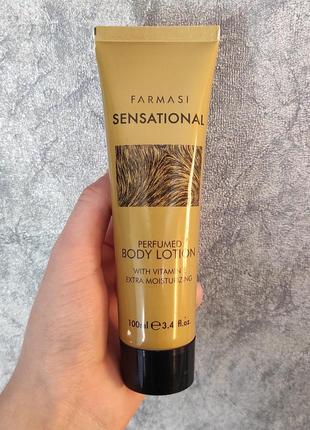 FARMASI
SENSATIONAL
PERFUMED
BODY LOTION
WITH VITAMIN
EXTRA MOISTURIZING
100ml ℮ 3.4 fl.oz.